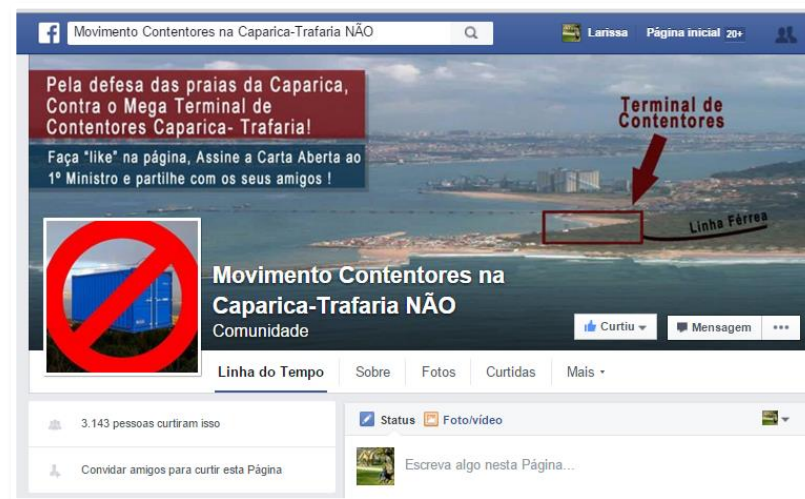 Movimento Contentores na Caparica-Trafaria NÃO
Larissa
Página inicial 20+
Pela defesa das praias da Caparica,
Contra o Mega Terminal de
Contentores Caparica- Trafaria!
Faça "like" na página, Assine a Carta Aberta ao
1º Ministro e partilhe com os seus amigos !
Terminal de
Contentores
Linha Férrea
Movimento Contentores na
Caparica-Trafaria NÃO
Comunidade
Curtiu
Mensagem
Linha do Tempo
Sobre
Fotos
Curtidas
Mais
3.143 pessoas curtiram isso
Convidar amigos para curtir esta Página
Status
Foto/vídeo
Escreva algo nesta Página...